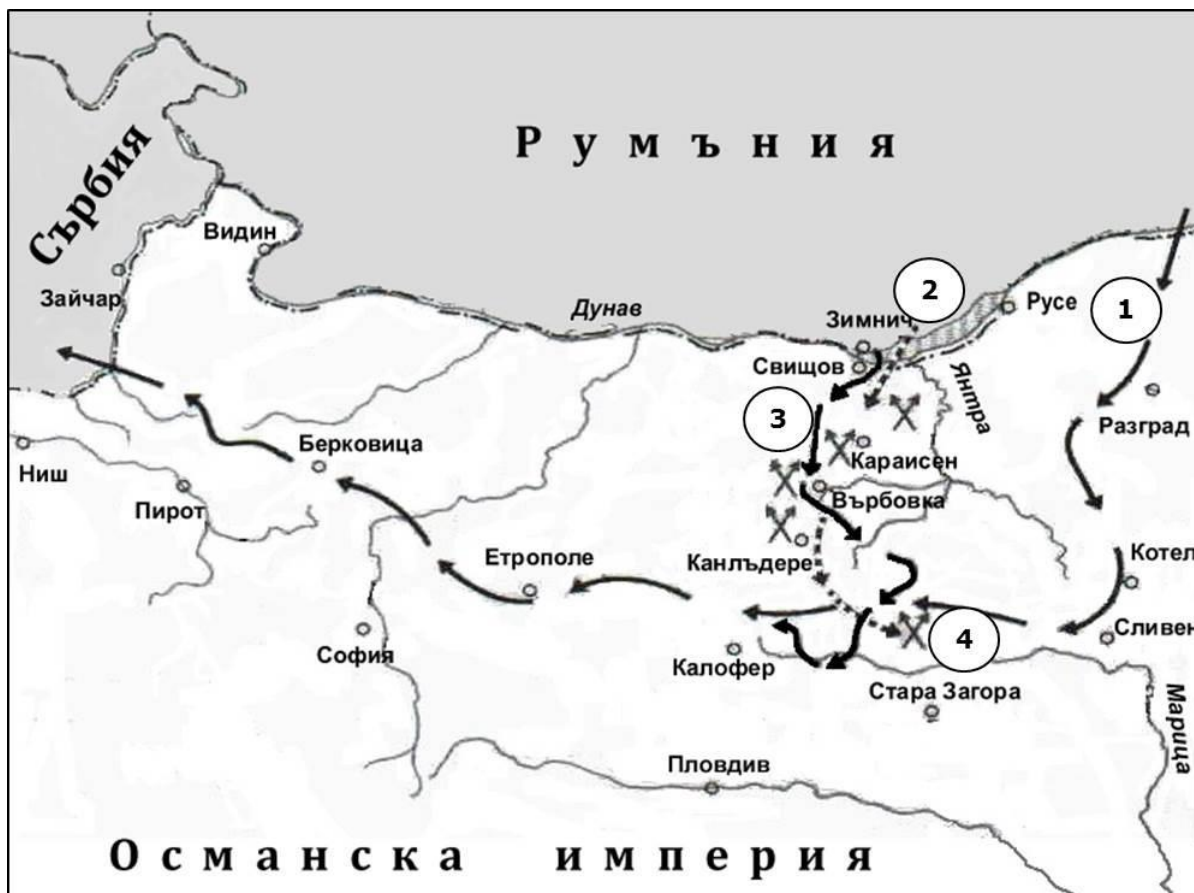 Румъния
Сърбия
Видин
Зайчар
Дунав
2
Зимнич
Русе
1
Свищов
Янтра
3
Разград
Караисен
Берковица
Ниш
Върбовка
Пирот
Котел
Канлъдере
Етрополе
4
Сливен
София
Калофер
Стара Загора
Марица
Пловдив
Османска империя